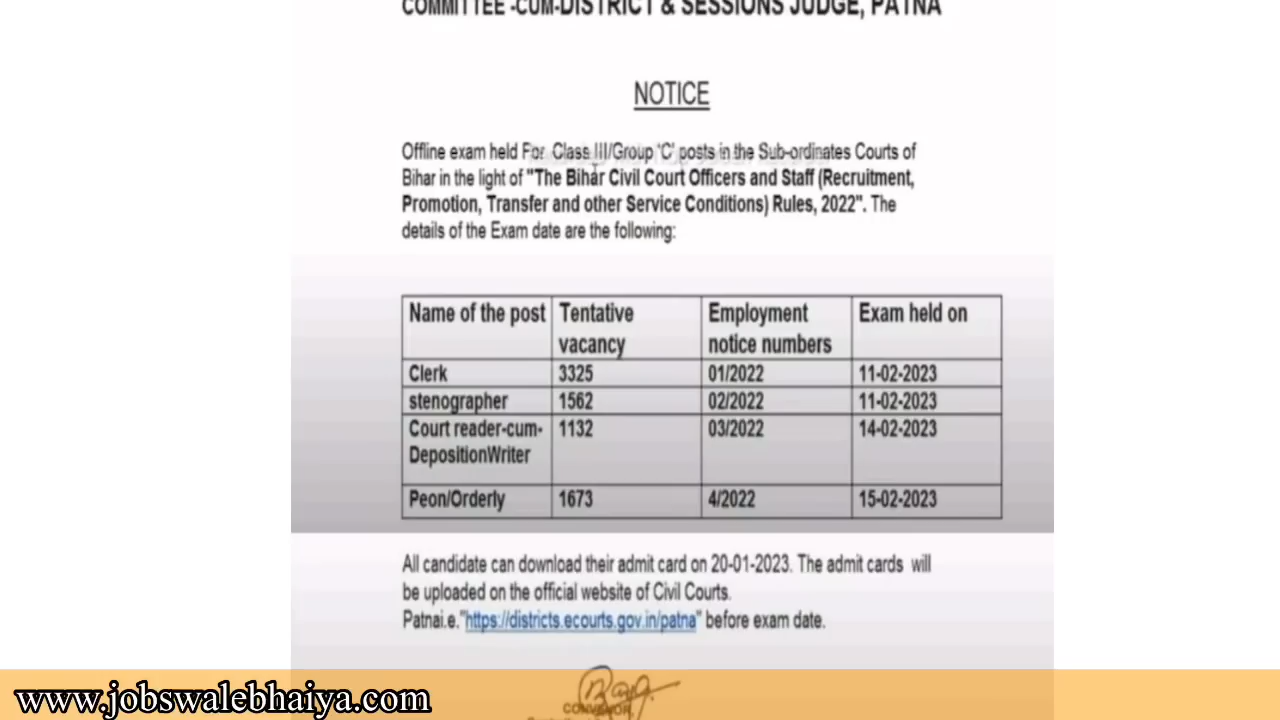 COMMITTEE -CUM-DISTRICT & SESSIONS JUDGE, PATNA
NOTICE
Offline exam held For Class III/Group 'C' posts in the Sub-ordinates Courts of
Bihar in the light of "The Bihar Civil Court Officers and Staff (Recruitment,
Promotion, Transfer and other Service Conditions) Rules, 2022". The
details of the Exam date are the following:
Name of the post Tentative vacancy Employment notice numbers Exam held on
Clerk 3325 01/2022 11-02-2023
stenographer 1562 02/2022 11-02-2023
Court reader-cum-DepositionWriter 1132 03/2022 14-02-2023
Peon/Orderly 1673 4/2022 15-02-2023
All candidate can download their admit card on 20-01-2023. The admit cards will
be uploaded on the official website of Civil Courts.
Patnai.e."https://districts.ecourts.gov.in/patna" before exam date.
CONVENOR,
www.jobswalebhaiya.com